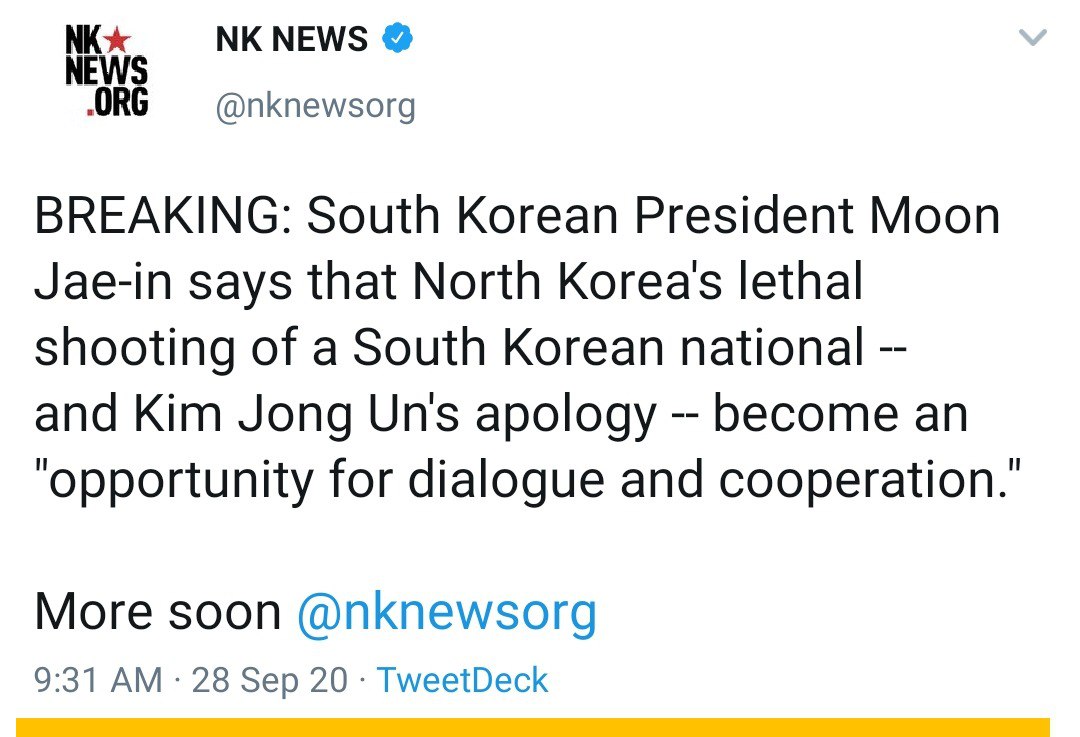 NK
NEWS
.ORG
NK NEWS
@nknewsorg
BREAKING: South Korean President Moon
Jae-in says that North Korea's lethal
shooting of a South Korean national --
and Kim Jong Un's apology -- become an
"opportunity for dialogue and cooperation."
More soon @nknewsorg
9:31 AM · 28 Sep 20 · TweetDeck